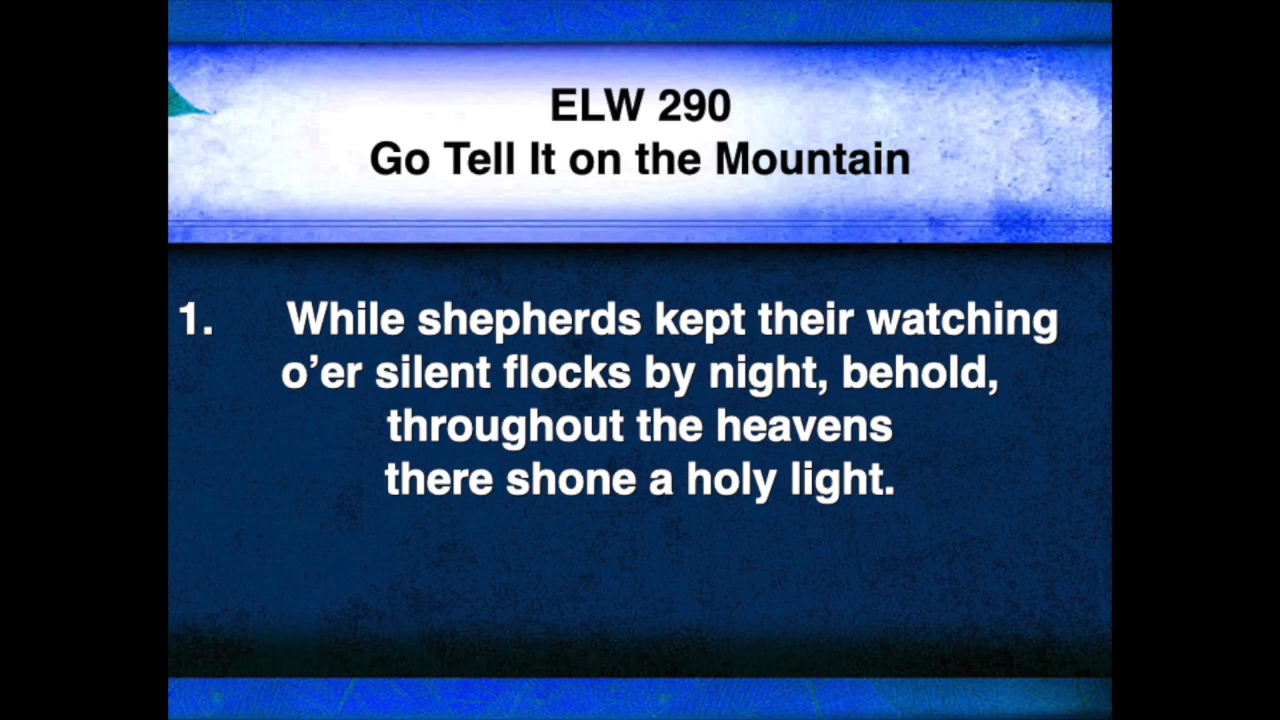 ELW 290
Go Tell It on the Mountain
1. While shepherds kept their watching
o’er silent flocks by night, behold,
throughout the heavens
there shone a holy light.